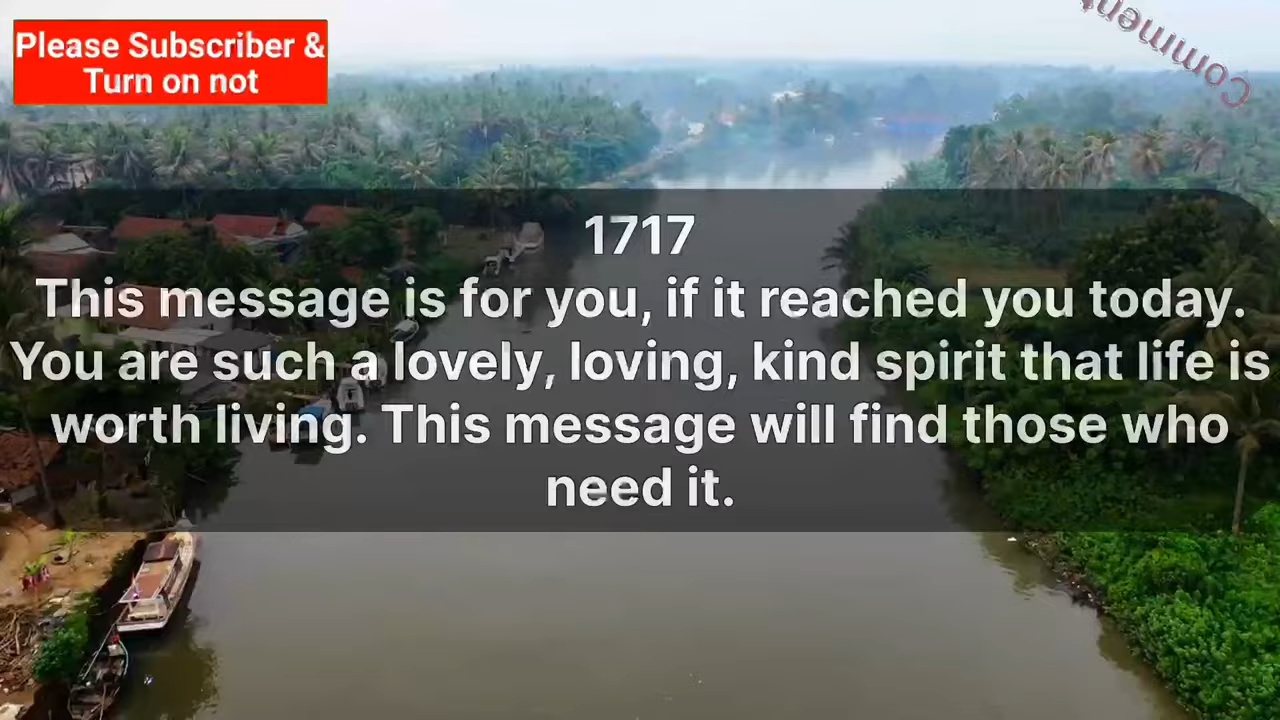 Please Subscriber &
Turn on not
Comment
1717
This message is for you, if it reached you today.
You are such a lovely, loving, kind spirit that life is
worth living. This message will find those who
need it.